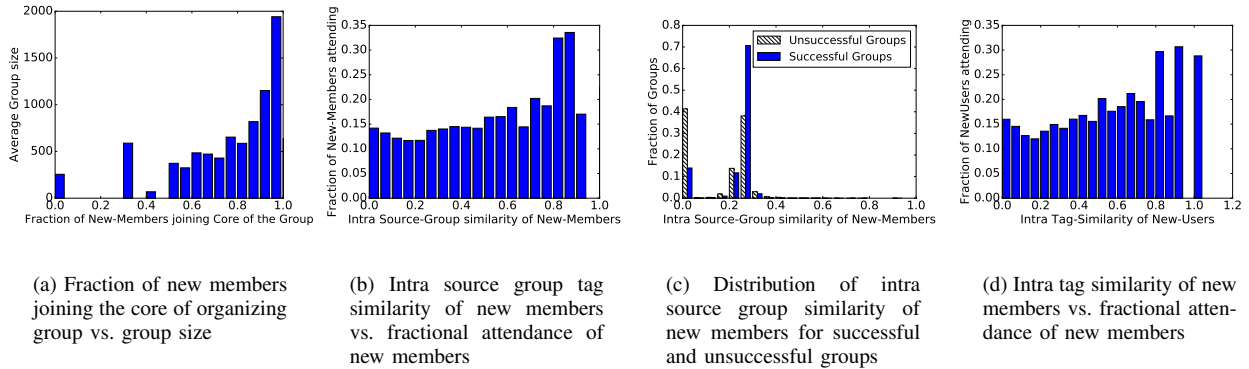 2000
1500
1000
500
0
0.0 0.2 0.4 0.6 0.8 1.0
Average Group size
Fraction of New-Members joining Core of the Group
0.35
0.30
0.25
0.20
0.15
0.10
0.05
0.00
0.0 0.2 0.4 0.6 0.8 1.0
Fraction of New-Members attending
Intra Source-Group similarity of New-Members
0.8
0.7
0.6
0.5
0.4
0.3
0.2
0.1
0.0
0.0 0.2 0.4 0.6 0.8 1.0
Fraction of Groups
Unsuccessful Groups
Successful Groups
Intra Source-Group similarity of New-Members
0.35
0.30
0.25
0.20
0.15
0.10
0.05
0.00
0.0 0.2 0.4 0.6 0.8 1.0 1.2
Fraction of NewUsers attending
Intra Tag-Similarity of New-Users
(a) Fraction of new members
joining the core of organizing
group vs. group size
(b) Intra source group tag
similarity of new members
vs. fractional attendance of
new members
(c) Distribution of intra
source group similarity of
new members for successful
and unsuccessful groups
(d) Intra tag similarity of new
members vs. fractional atten-
dance of new members